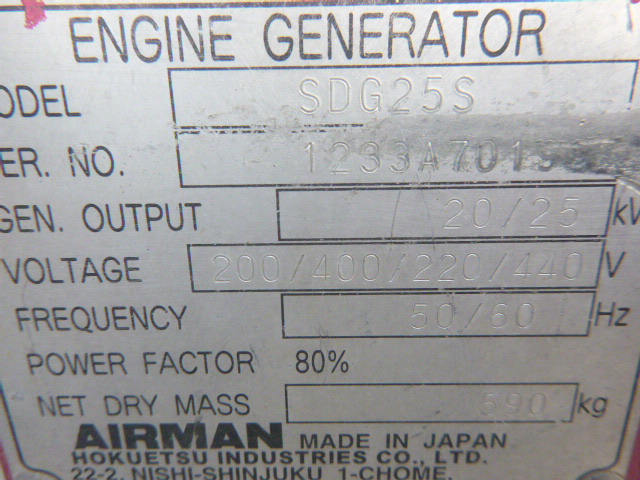 ENGINE GENERATOR
ODEL SDG25S
ER. NO.
GEN. OUTPUT 20/25 kV
VOLTAGE 200/400/220/440 V
FREQUENCY 50/60 Hz
POWER FACTOR 80%
NET DRY MASS 590 kg
AIRMAN MADE IN JAPAN
HOKUETSU INDUSTRIES CO., LTD.
22-2, NISHI-SHINJUKU 1-CHOME,